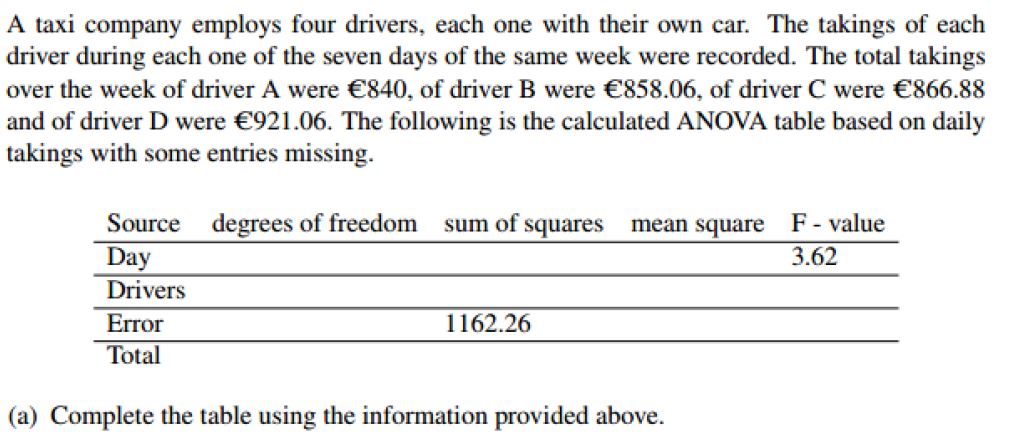 A taxi company employs four drivers, each one with their own car. The takings of each
driver during each one of the seven days of the same week were recorded. The total takings
over the week of driver A were €840, of driver B were €858.06, of driver C were €866.88
and of driver D were €921.06. The following is the calculated ANOVA table based on daily
takings with some entries missing.
Source degrees of freedom sum of squares mean square F - value
Day 3.62
Drivers
Error 1162.26
Total
(a) Complete the table using the information provided above.